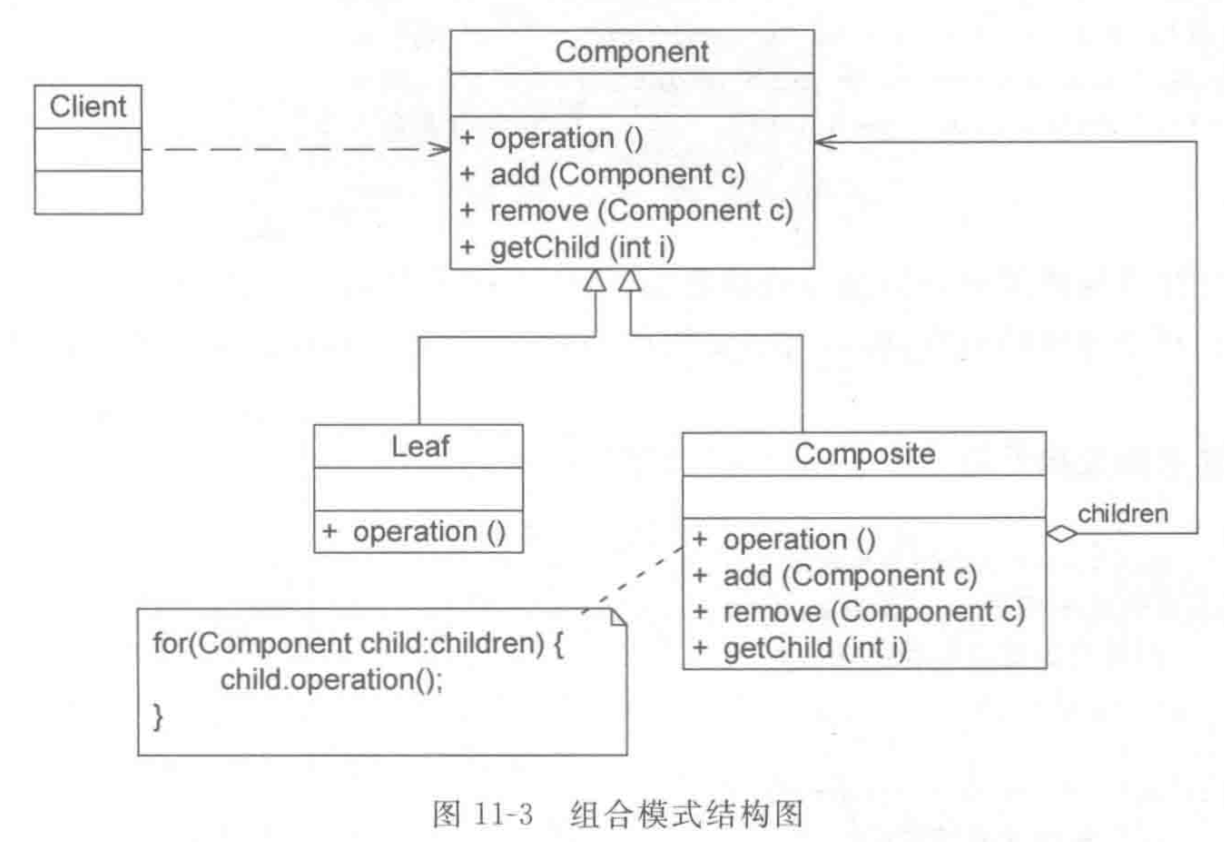 Component
Client
+ operation ()
+ add (Component c)
+ remove (Component c)
+ getChild (int i)
Leaf
+ operation ()
Composite
children
+ operation ()
+ add (Component c)
+ remove (Component c)
+ getChild (int i)
for(Component child:children) {
child.operation();
}
图 11-3 组合模式结构图